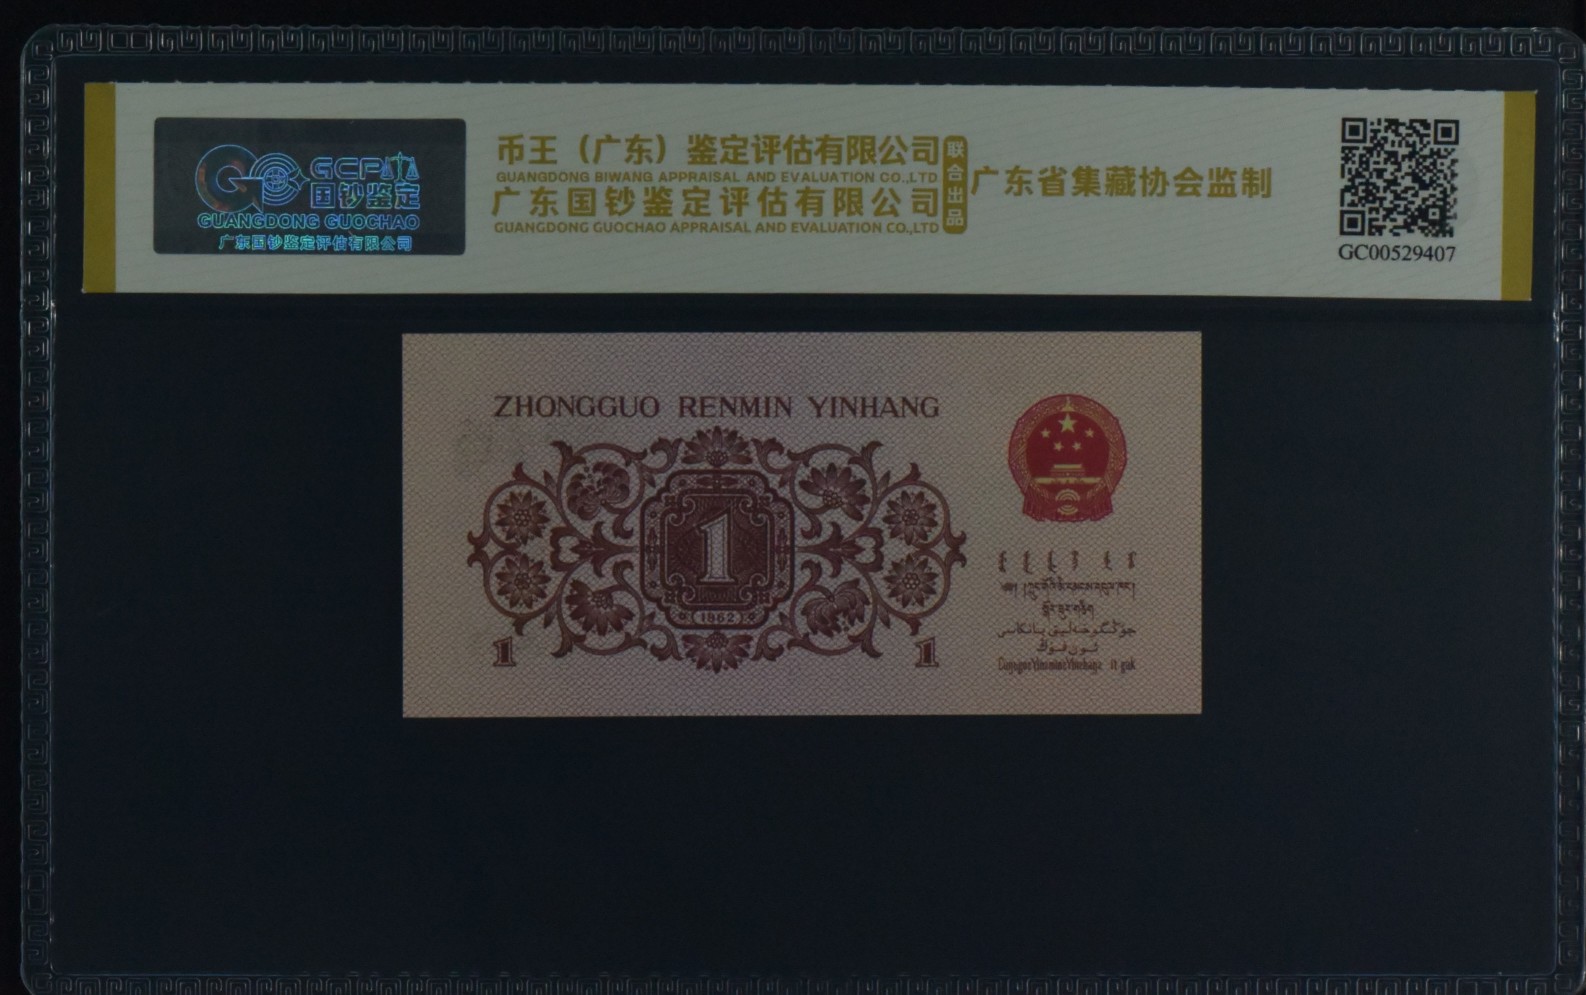 GCP
国钞鉴定
GUANGDONG GUOCHAO
广东国钞鉴定评估有限公司
币王（广东）鉴定评估有限公司
GUANGDONG BIWANG APPRAISAL AND EVALUATION CO.,LTD
广东国钞鉴定评估有限公司
GUANGDONG GUOCHAO APPRAISAL AND EVALUATION CO.,LTD
联合出品
广东省集藏协会监制
GC00529407
ZHONGGUO RENMIN YINHANG
1
(1962)
1
1